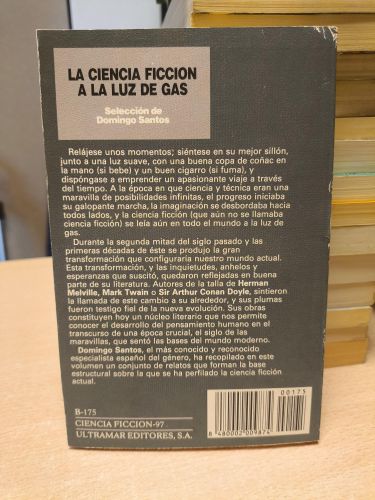 LA CIENCIA FICCION
A LA LUZ DE GAS
Selección de
Domingo Santos
Relájese unos momentos; siéntese en su mejor sillón,
junto a una luz suave, con una buena copa de coñac en
la mano (si bebe) y un buen cigarro (si fuma), y
dispóngase a emprender un apasionante viaje a través
del tiempo. A la época en que ciencia y técnica eran una
maravilla de posibilidades infinitas, el progreso iniciaba
su galopante marcha, la imaginación se desbordaba hacia
todos lados, y la ciencia ficción (que aún no se llamaba
ciencia ficción) se leía aún en todo el mundo a la luz de
gas.
Durante la segunda mitad del siglo pasado y las
primeras décadas de éste se produjo la gran
transformación que configuraría nuestro mundo actual.
Esta transformación, y las inquietudes, anhelos y
esperanzas que suscitó, quedaron reflejadas en buena
parte de su literatura. Autores de la talla de Herman
Melville, Mark Twain o Sir Arthur Conan Doyle, sintieron
la llamada de este cambio a su alrededor, y sus plumas
fueron testigo fiel de la nueva evolución. Sus obras
constituyen hoy un núcleo literario que nos permite
conocer el desarrollo del pensamiento humano en el
transcurso de una época crucial, el siglo de las
maravillas, que sentó las bases del mundo moderno.
Domingo Santos, el más conocido y reconocido
especialista español del género, ha recopilado en este
volumen un conjunto de relatos que forman la base
estructural sobre la que se ha perfilado la ciencia ficción
actual.
00175
B-175
CIENCIA FICCION-97
ULTRAMAR EDITORES, S.A.
8 480002 009874